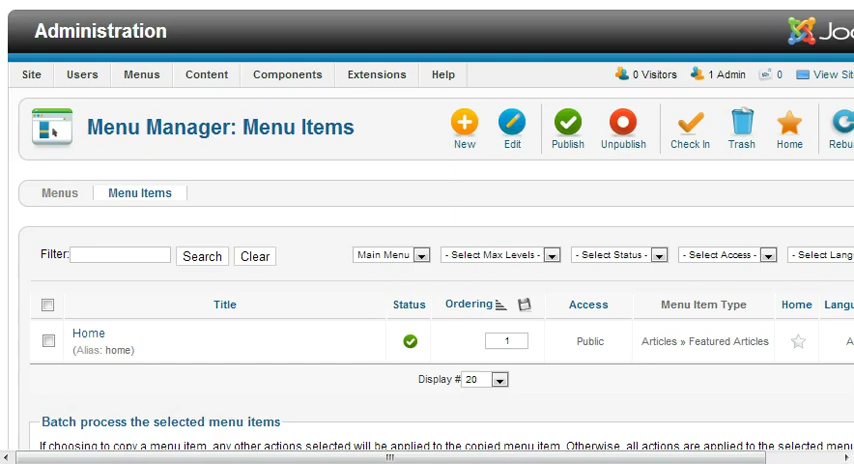 Administration
Site Users Menus Content Components Extensions Help 0 Visitors 1 Admin 0 View
Menu Manager: Menu Items
New Edit Publish Unpublish Check In Trash Home
Menus Menu Items
Filter: Search Clear Main Menu - Select Max Levels - - Select Status - - Select Access - - Select
Title Status Ordering Access Menu Item Type Home
Home 1 Public Articles » Featured Articles
(Alias: home)
Display # 20
Batch process the selected menu items
If choosing to copy a menu item, any other actions selected will be applied to the copied menu item. Otherwise, all actions are applied to the selected menu